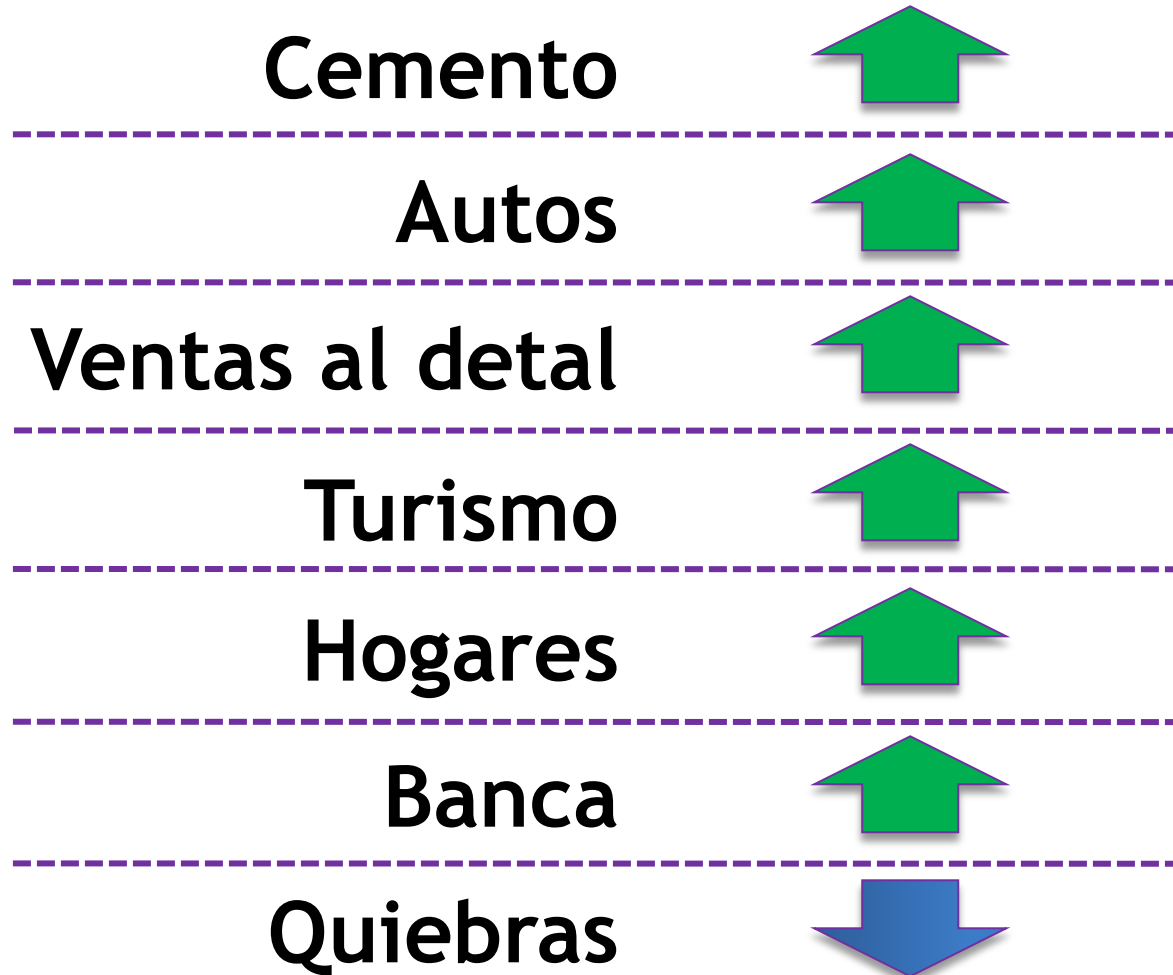 Cemento
Autos
Ventas al detal
Turismo
Hogares
Banca
Quiebras